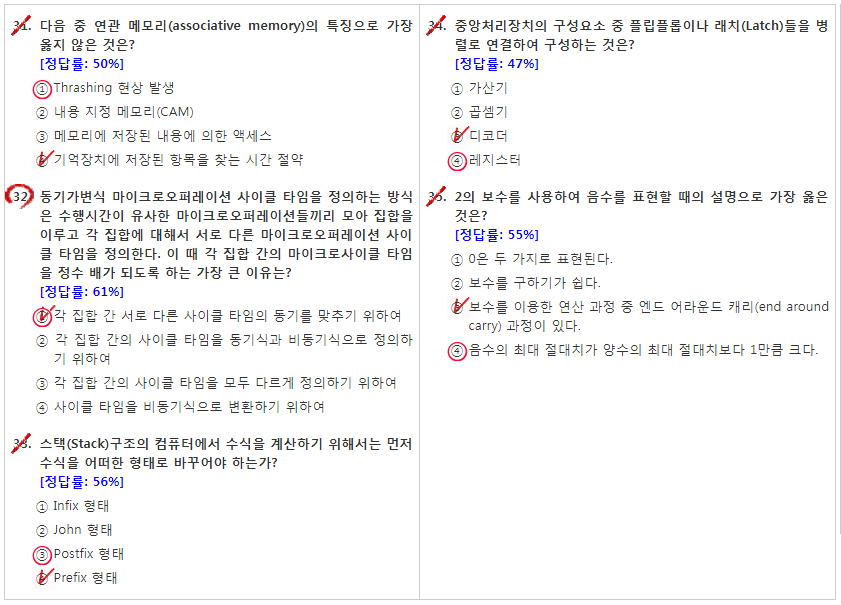 31. 다음 중 연관 메모리(associative memory)의 특징으로 가장
옳지 않은 것은?
[정답률: 50%]
① Thrashing 현상 발생
② 내용 지정 메모리(CAM)
③ 메모리에 저장된 내용에 의한 액세스
④ 기억장치에 저장된 항목을 찾는 시간 절약
32. 동기가변식 마이크로오퍼레이션 사이클 타임을 정의하는 방식
은 수행시간이 유사한 마이크로오퍼레이션들끼리 모아 집합을
이루고 각 집합에 대해서 서로 다른 마이크로오퍼레이션 사이
클 타임을 정의한다. 이 때 각 집합 간의 마이크로사이클 타임
을 정수 배가 되도록 하는 가장 큰 이유는?
[정답률: 61%]
① 각 집합 간 서로 다른 사이클 타임의 동기를 맞추기 위하여
② 각 집합 간의 사이클 타임을 동기식과 비동기식으로 정의하
기 위하여
③ 각 집합 간의 사이클 타임을 모두 다르게 정의하기 위하여
④ 사이클 타임을 비동기식으로 변환하기 위하여
33. 스택(Stack)구조의 컴퓨터에서 수식을 계산하기 위해서는 먼저
수식을 어떠한 형태로 바꾸어야 하는가?
[정답률: 56%]
① Infix 형태
② John 형태
③ Postfix 형태
④ Prefix 형태
34. 중앙처리장치의 구성요소 중 플립플롭이나 래치(Latch)들을 병
렬로 연결하여 구성하는 것은?
[정답률: 47%]
① 가산기
② 곱셈기
③ 디코더
④ 레지스터
35. 2의 보수를 사용하여 음수를 표현할 때의 설명으로 가장 옳은
것은?
[정답률: 55%]
① 0은 두 가지로 표현된다.
② 보수를 구하기가 쉽다.
③ 보수를 이용한 연산 과정 중 엔드 어라운드 캐리(end around
carry) 과정이 있다.
④ 음수의 최대 절대치가 양수의 최대 절대치보다 1만큼 크다.